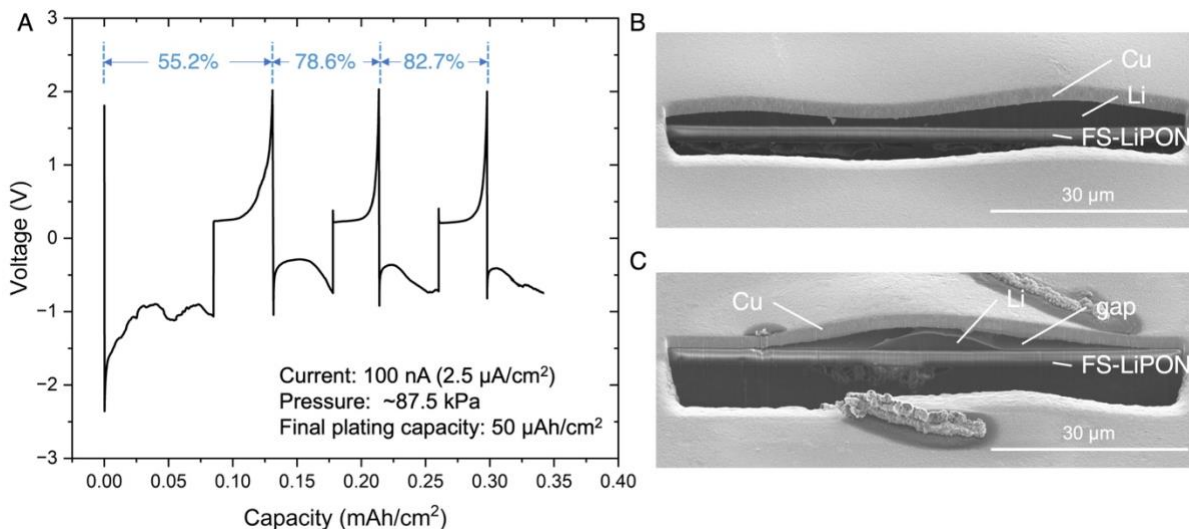 A
3
2
1
0
−1
−2
−3
Voltage (V)
55.2%
78.6%
82.7%
Current: 100 nA (2.5 µA/cm²)
Pressure: ~87.5 kPa
Final plating capacity: 50 µAh/cm²
0.00 0.05 0.10 0.15 0.20 0.25 0.30 0.35 0.40
Capacity (mAh/cm²)
B
Cu
Li
FS-LiPON
30 µm
C
Cu
Li
gap
FS-LiPON
30 µm